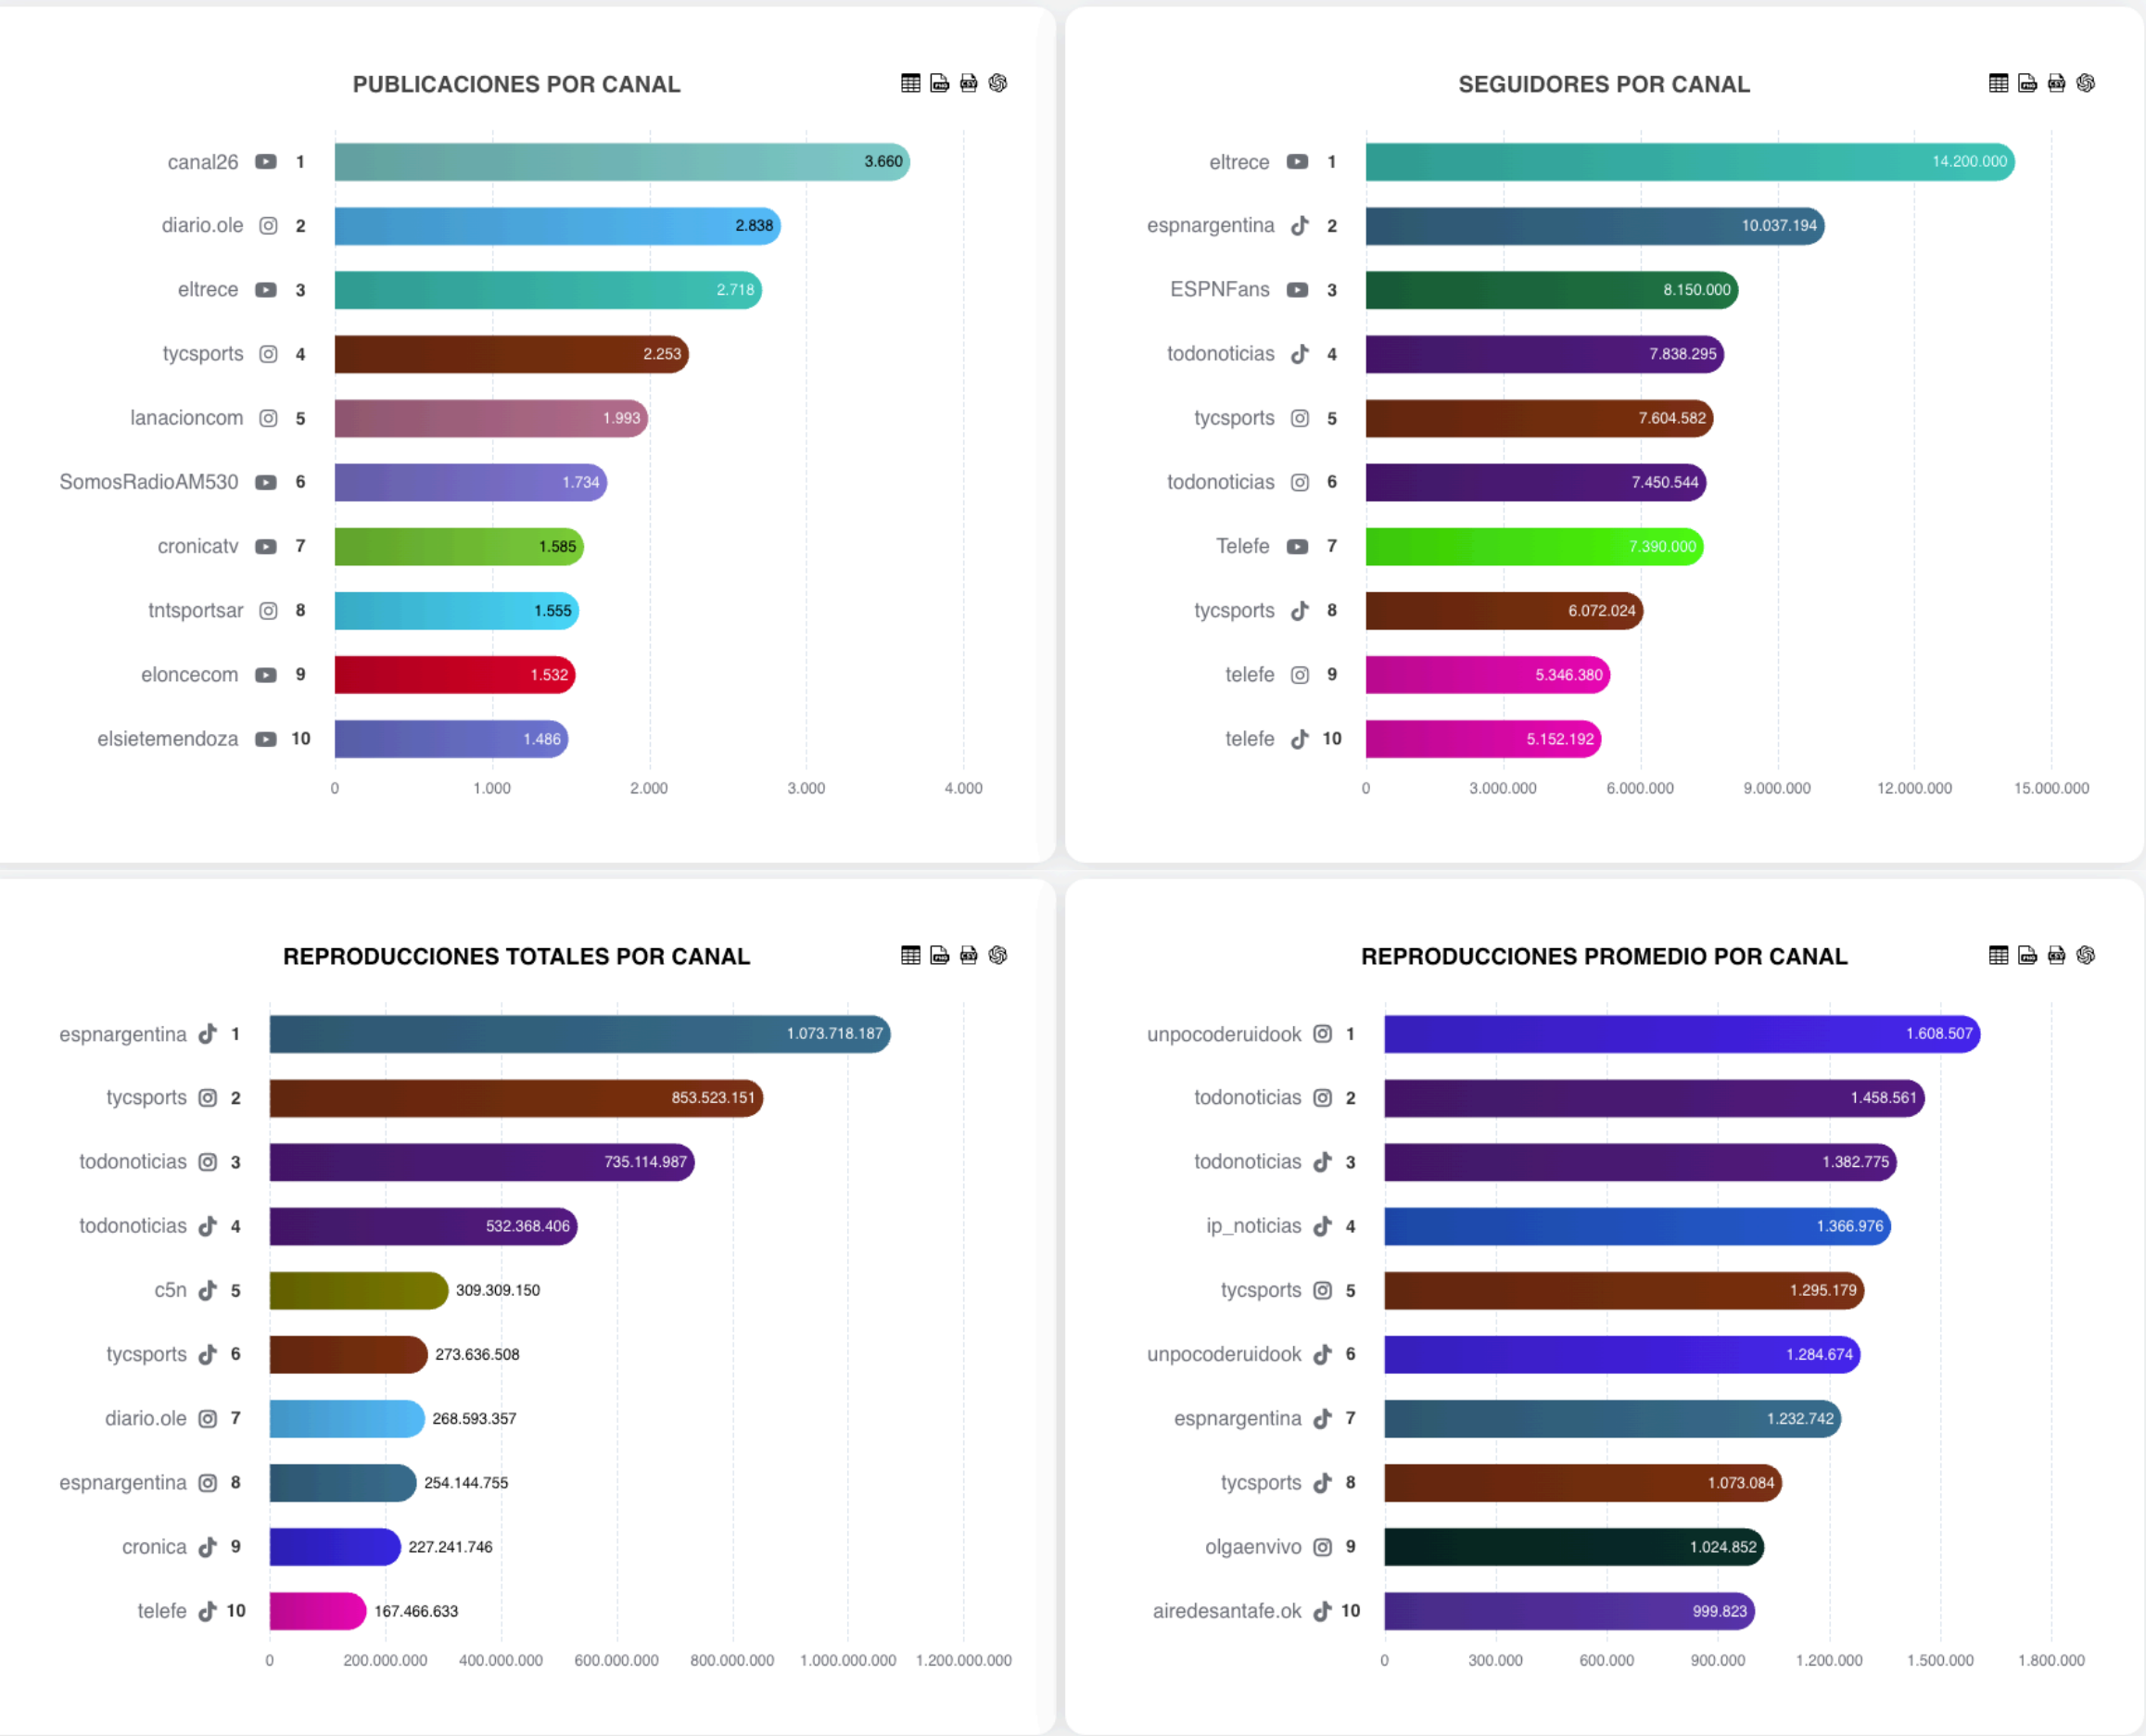 PUBLICACIONES POR CANAL
canal26 1 3.660
diario.ole 2 2.838
eltrece 3 2.718
tycsports 4 2.253
lanacioncom 5 1.993
SomosRadioAM530 6 1.734
cronicatv 7 1.585
tntsportsar 8 1.555
eloncecom 9 1.532
elsietemendoza 10 1.486
0 1.000 2.000 3.000 4.000
SEGUIDORES POR CANAL
eltrece 1 14.200.000
espnargentina 2 10.037.194
ESPNFans 3 8.150.000
todonoticias 4 7.838.295
tycsports 5 7.604.582
todonoticias 6 7.450.544
Telefe 7 7.390.000
tycsports 8 6.072.024
telefe 9 5.346.380
telefe 10 5.152.192
0 3.000.000 6.000.000 9.000.000 12.000.000 15.000.000
REPRODUCCIONES TOTALES POR CANAL
espnargentina 1 1.073.718.187
tycsports 2 853.523.151
todonoticias 3 735.114.987
todonoticias 4 532.368.406
c5n 5 309.309.150
tycsports 6 273.636.508
diario.ole 7 268.593.357
espnargentina 8 254.144.755
cronica 9 227.241.746
telefe 10 167.466.633
0 200.000.000 400.000.000 600.000.000 800.000.000 1.000.000.000 1.200.000.000
REPRODUCCIONES PROMEDIO POR CANAL
unpocoderuidook 1 1.608.507
todonoticias 2 1.458.561
todonoticias 3 1.382.775
ip_noticias 4 1.366.976
tycsports 5 1.295.179
unpocoderuidook 6 1.284.674
espnargentina 7 1.232.742
tycsports 8 1.073.084
olgaenvivo 9 1.024.852
airedesantafe.ok 10 999.823
0 300.000 600.000 900.000 1.200.000 1.500.000 1.800.000